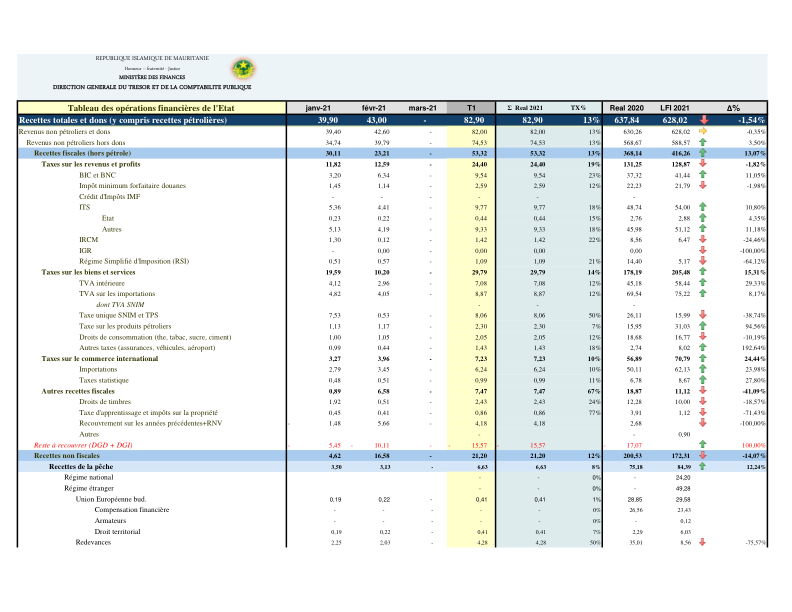 REPUBLIQUE ISLAMIQUE DE MAURITANIE
Honneur – Fraternité - Justice
MINISTÈRE DES FINANCES
DIRECTION GENERALE DU TRESOR ET DE LA COMPTABILITE PUBLIQUE
Tableau des opérations financières de l'Etat janv-21 févr-21 mars-21 T1 Σ Real 2021 TX% Real 2020 LFI 2021 Δ%
Recettes totales et dons (y compris recettes pétrolières) 39,90 43,00 - 82,90 82,90 13% 637,84 628,02 -1,54%
Revenus non pétroliers et dons 39,40 42,60 - 82,00 82,00 13% 630,26 628,02 -0,35%
Revenus non pétroliers hors dons 34,74 39,79 - 74,53 74,53 13% 568,67 588,57 3,50%
Recettes fiscales (hors pétrole) 30,11 23,21 - 53,32 53,32 13% 368,14 416,26 13,07%
Taxes sur les revenus et profits 11,82 12,59 - 24,40 24,40 19% 131,25 128,87 -1,82%
BIC et BNC 3,20 6,34 - 9,54 9,54 23% 37,32 41,44 11,05%
Impôt minimum forfaitaire douanes 1,45 1,14 - 2,59 2,59 12% 22,23 21,79 -1,98%
Crédit d'Impôts IMF - - - - - -
ITS 5,36 4,41 - 9,77 9,77 18% 48,74 54,00 10,80%
Etat 0,23 0,22 - 0,44 0,44 15% 2,76 2,88 4,35%
Autres 5,13 4,19 - 9,33 9,33 18% 45,98 51,12 11,18%
IRCM 1,30 0,12 - 1,42 1,42 22% 8,56 6,47 -24,46%
IGR - 0,00 - 0,00 0,00 0,00 - -100,00%
Régime Simplifié d'Imposition (RSI) 0,51 0,57 - 1,09 1,09 21% 14,40 5,17 -64,12%
Taxes sur les biens et services 19,59 10,20 - 29,79 29,79 14% 178,19 205,48 15,31%
TVA intérieure 4,12 2,96 - 7,08 7,08 12% 45,18 58,44 29,33%
TVA sur les importations 4,82 4,05 - 8,87 8,87 12% 69,54 75,22 8,17%
dont TVA SNIM - - -
Taxe unique SNIM et TPS 7,53 0,53 - 8,06 8,06 50% 26,11 15,99 -38,74%
Taxe sur les produits pétroliers 1,13 1,17 - 2,30 2,30 7% 15,95 31,03 94,56%
Droits de consommation (the, tabac, sucre, ciment) 1,00 1,05 - 2,05 2,05 12% 18,68 16,77 -10,19%
Autres taxes (assurances, véhicules, aéroport) 0,99 0,44 - 1,43 1,43 18% 2,74 8,02 192,64%
Taxes sur le commerce international 3,27 3,96 - 7,23 7,23 10% 56,89 70,79 24,44%
Importations 2,79 3,45 - 6,24 6,24 10% 50,11 62,13 23,98%
Taxes statistique 0,48 0,51 - 0,99 0,99 11% 6,78 8,67 27,80%
Autres recettes fiscales 0,89 6,58 - 7,47 7,47 67% 18,87 11,12 -41,09%
Droits de timbres 1,92 0,51 - 2,43 2,43 24% 12,28 10,00 -18,57%
Taxe d'apprentissage et impôts sur la propriété 0,45 0,41 - 0,86 0,86 77% 3,91 1,12 -71,43%
Recouvrement sur les années précédentes+RNV - 1,48 5,66 - 4,18 4,18 2,68 - -100,00%
Autres - - - 0,90
Reste à recouvrer (DGD + DGI) - 5,45 - 10,11 - - 15,57 15,57 - 17,07 100,00%
Recettes non fiscales 4,62 16,58 - 21,20 21,20 12% 200,53 172,31 -14,07%
Recettes de la pêche 3,50 3,13 - 6,63 6,63 8% 75,18 84,39 12,24%
Régime national - - 0% - 24,20
Régime étranger - - 0% - 49,28
Union Européenne bud. 0,19 0,22 - 0,41 0,41 1% 28,85 29,58
Compensation financière - - - - - 0% 26,56 23,43
Armateurs - - - - - 0% - 0,12
Droit territorial 0,19 0,22 - 0,41 0,41 7% 2,29 6,03
Redevances 2,25 2,03 - 4,28 4,28 50% 35,01 8,56 -75,57%